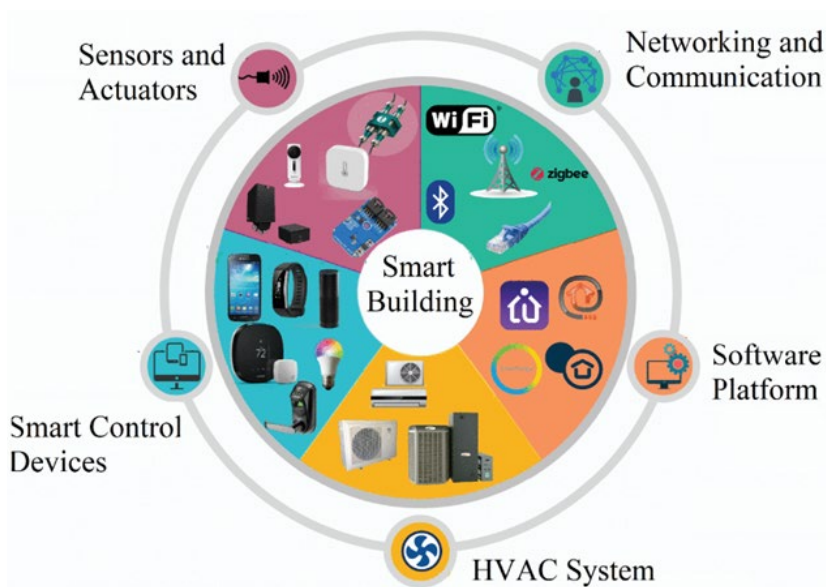 Sensors and
Actuators
Networking and
Communication
WiFi
zigbee
Smart
Building
72
Software
Platform
Smart Control
Devices
HVAC System